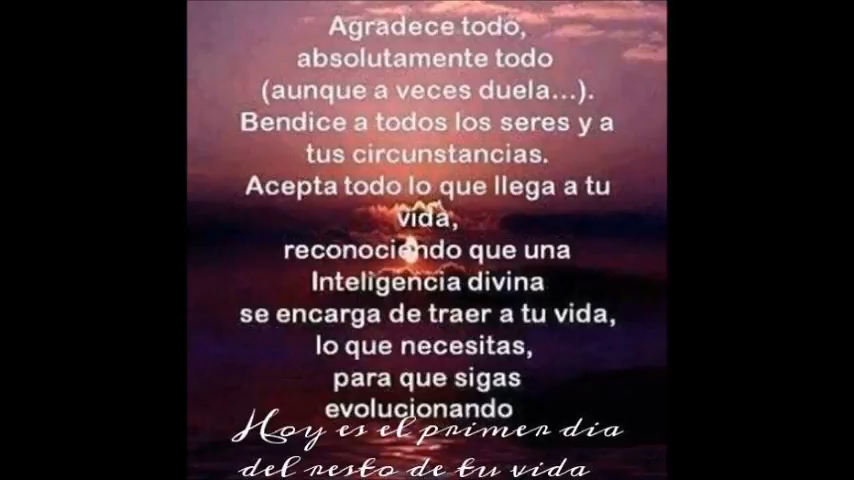 Agradece todo,
absolutamente todo
(aunque a veces duela...).
Bendice a todos los seres y a
tus circunstancias.
Acepta todo lo que llega a tu
vida,
reconociendo que una
Inteligencia divina
se encarga de traer a tu vida,
lo que necesitas,
para que sigas
evolucionando
Hoy es el primer dia
del resto de tu vida